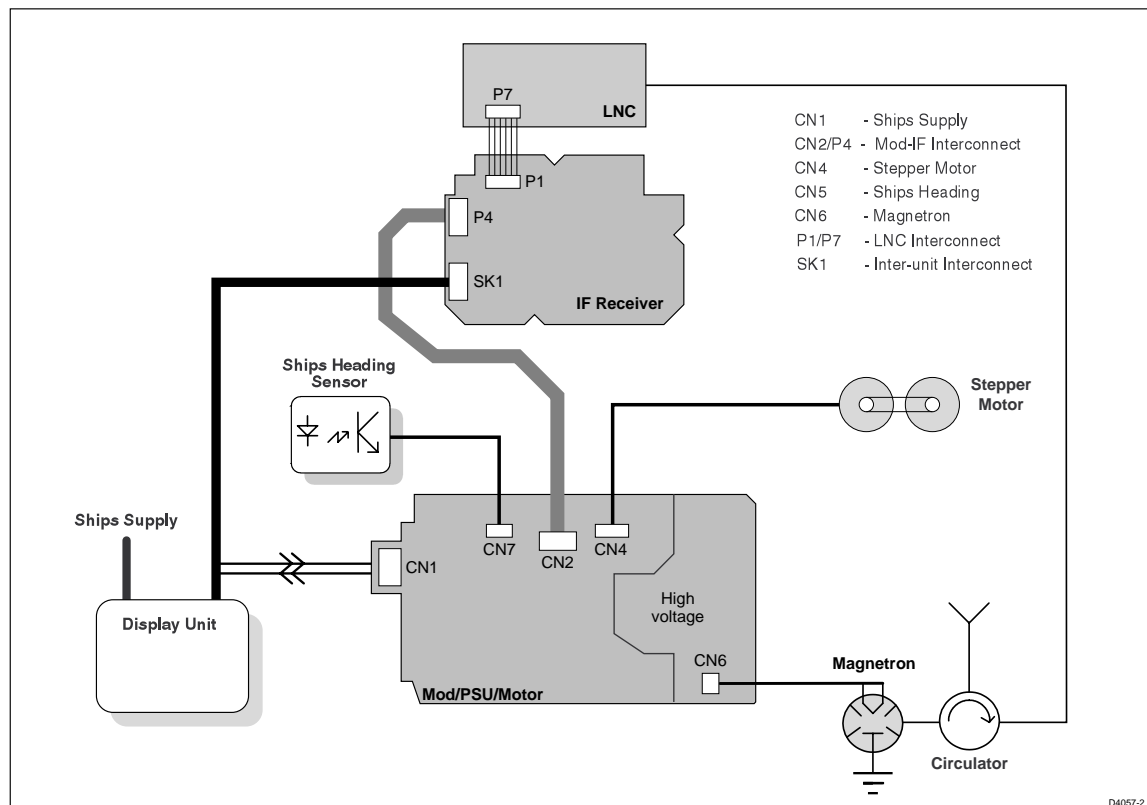 P7
LNC
P1
P4
SK1
IF Receiver
CN1 - Ships Supply
CN2/P4 - Mod-IF Interconnect
CN4 - Stepper Motor
CN5 - Ships Heading
CN6 - Magnetron
P1/P7 - LNC Interconnect
SK1 - Inter-unit Interconnect
Ships Heading
Sensor
Stepper
Motor
Ships Supply
CN7
CN2
CN4
CN1
High
voltage
Display Unit
CN6
Magnetron
Mod/PSU/Motor
Circulator
D4057-2